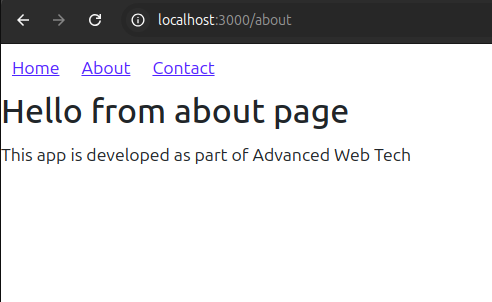 localhost:3000/about
Home About Contact
Hello from about page
This app is developed as part of Advanced Web Tech